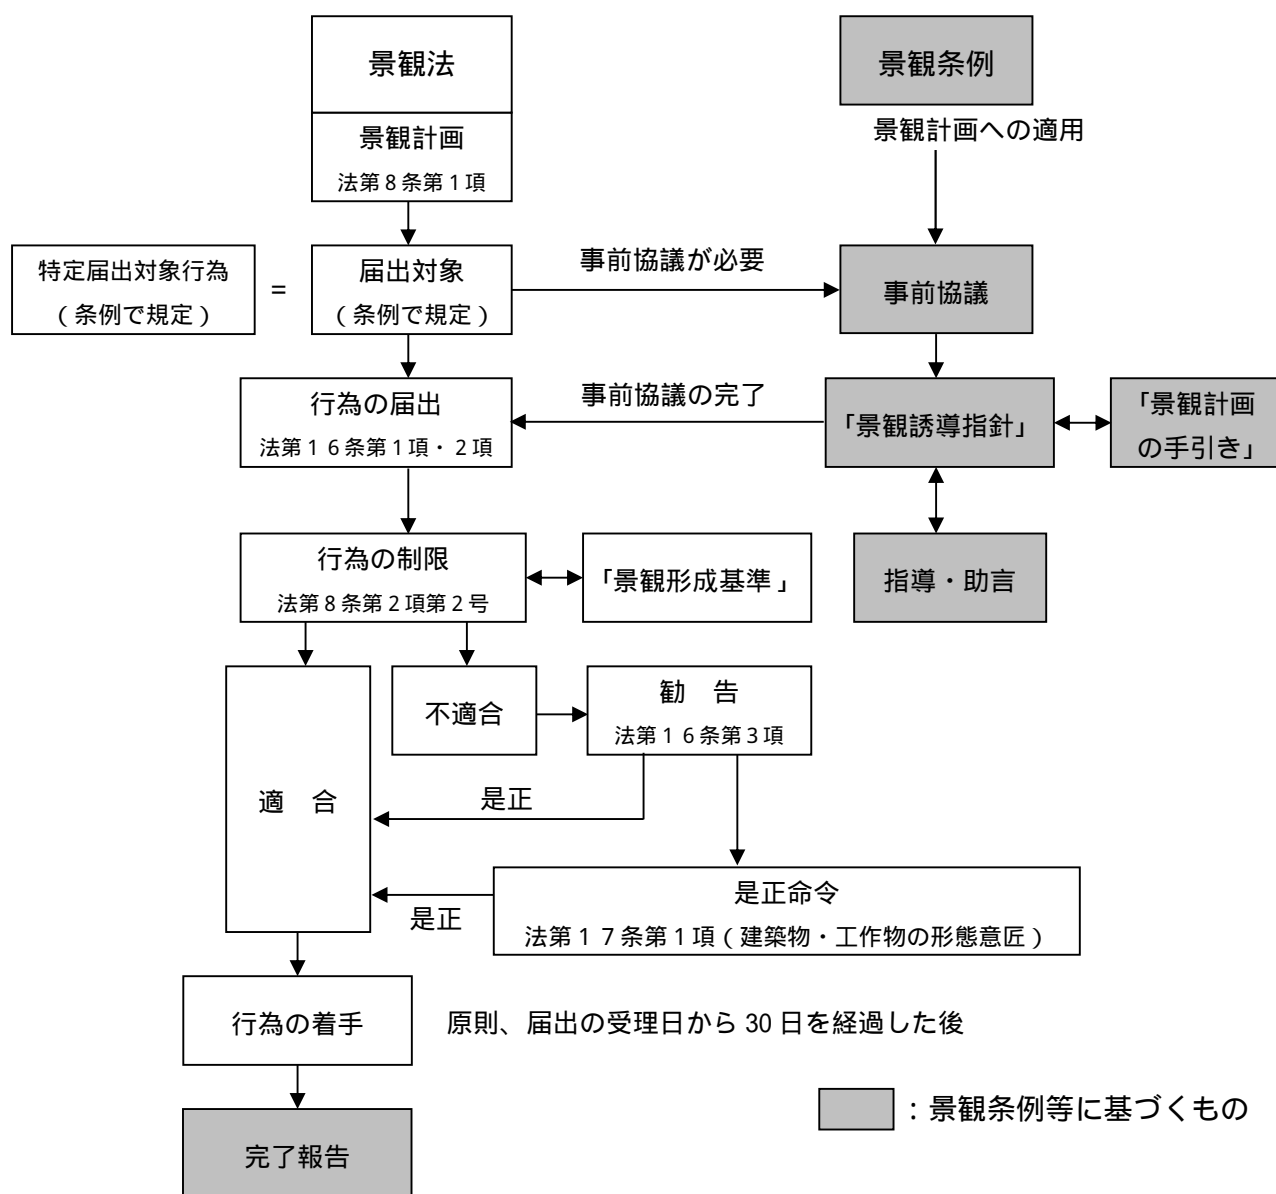 景観法
景観条例
景観計画
法第８条第１項
景観計画への適用
特定届出対象行為
（条例で規定）
=
届出対象
（条例で規定）
事前協議が必要
事前協議
行為の届出
法第１６条第１項・２項
事前協議の完了
「景観誘導指針」
「景観計画
の手引き」
行為の制限
法第８条第２項第２号
「景観形成基準」
指導・助言
適　合
不適合
勧　告
法第１６条第３項
是正
是正命令
法第１７条第１項（建築物・工作物の形態意匠）
是正
行為の着手
原則、届出の受理日から 30 日を経過した後
完了報告
：景観条例等に基づくもの